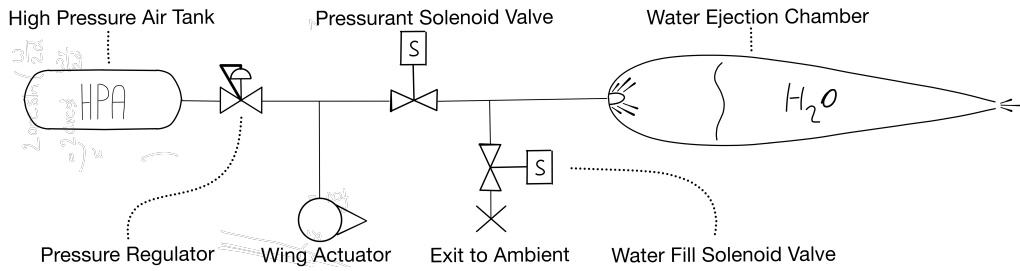 High Pressure Air Tank
Pressurant Solenoid Valve
Water Ejection Chamber
S
HPA
H2O
S
Pressure Regulator
Wing Actuator
Exit to Ambient
Water Fill Solenoid Valve